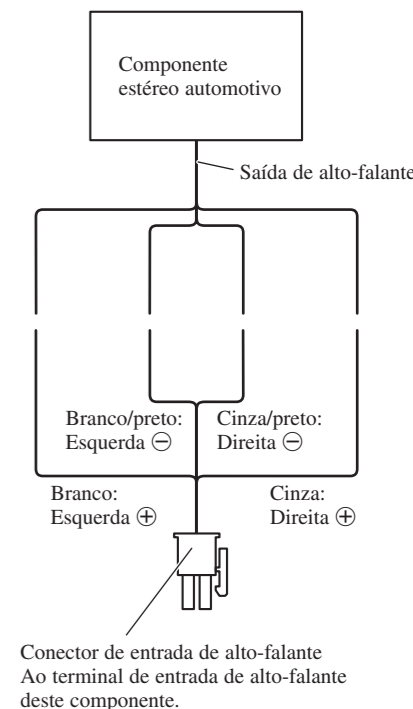 Componente
estéreo automotivo
Saída de alto-falante
Branco/preto:
Esquerda ⊖
Cinza/preto:
Direita ⊖
Branco:
Esquerda ⊕
Cinza:
Direita ⊕
Conector de entrada de alto-falante
Ao terminal de entrada de alto-falante
deste componente.